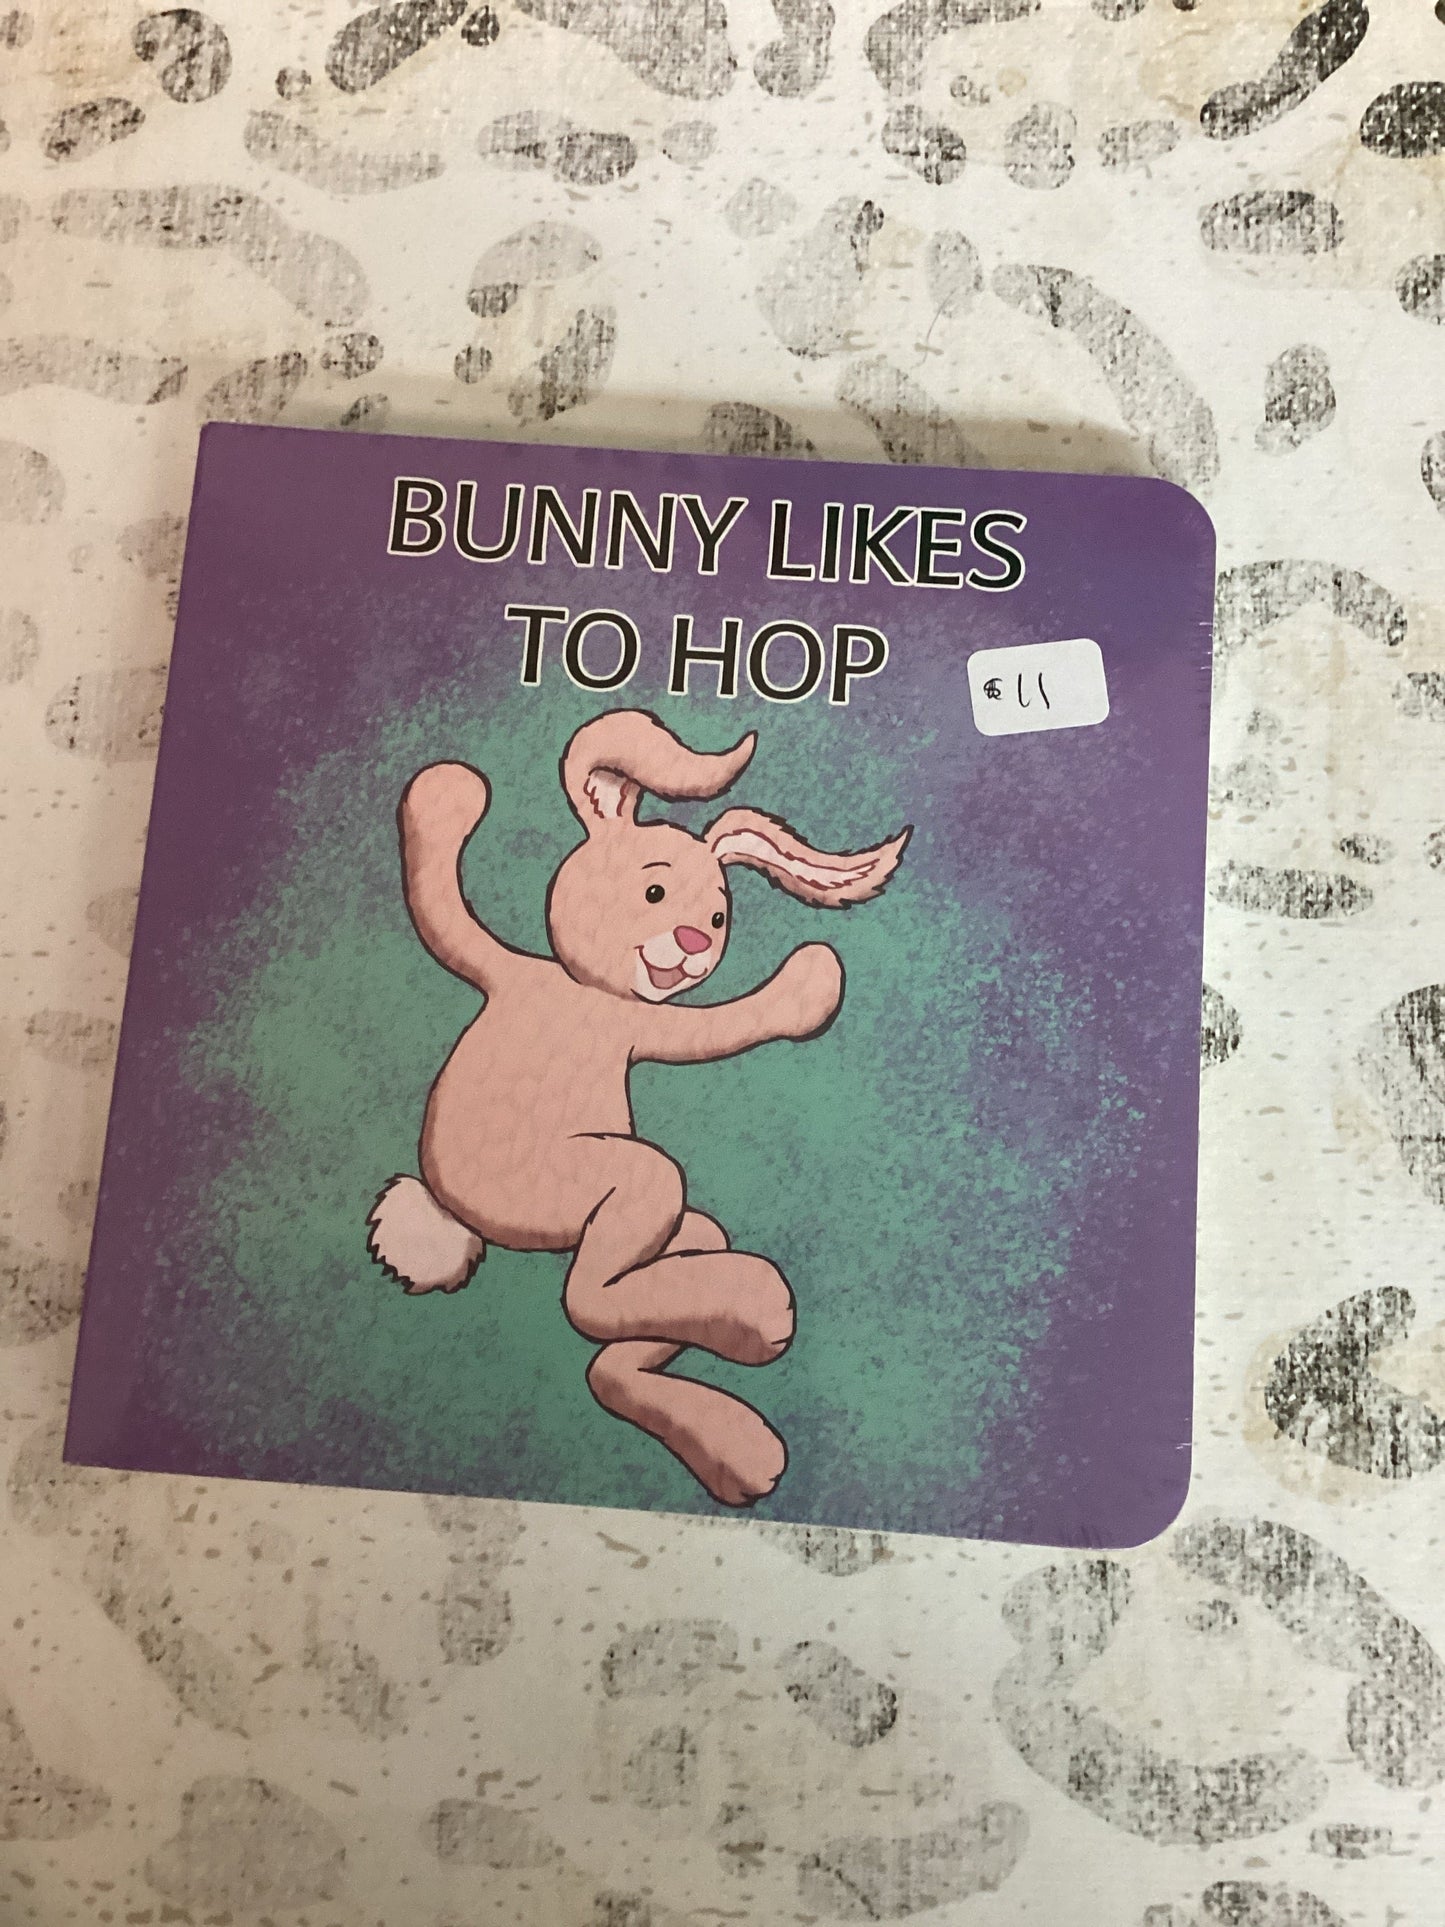 BUNNY LIKES
TO HOP
$11